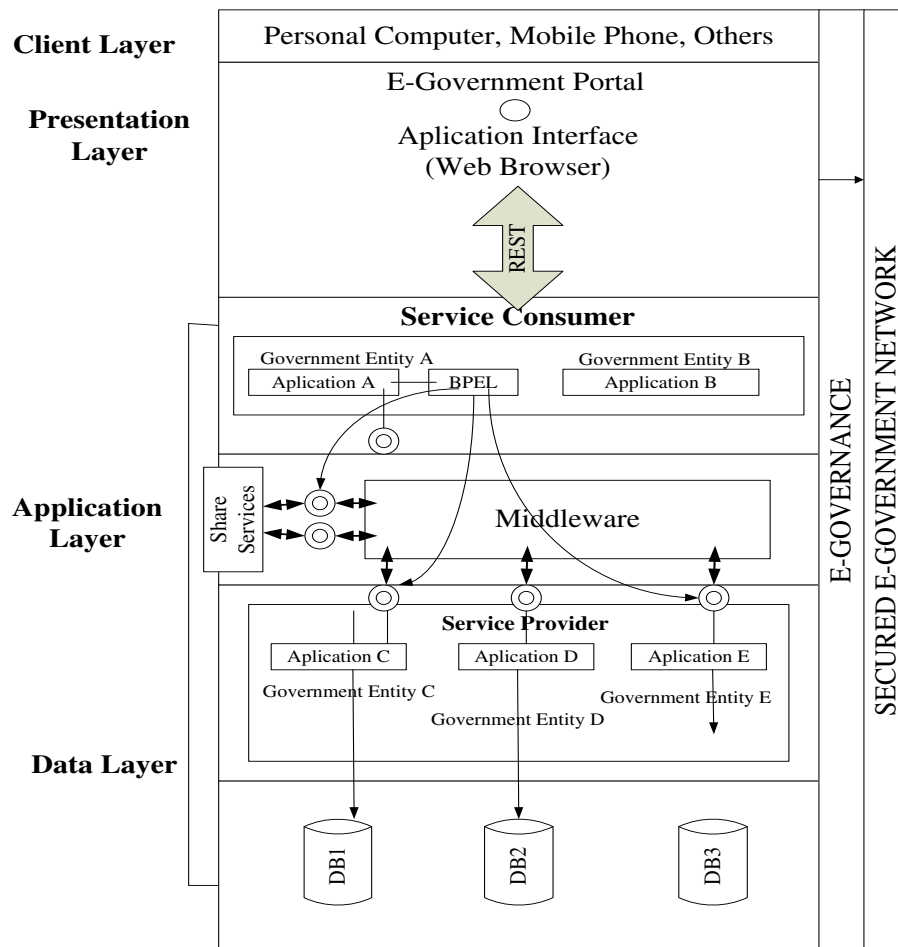 Client Layer
Personal Computer, Mobile Phone, Others
E-Government Portal
Presentation
Layer
Aplication Interface
(Web Browser)
REST
Service Consumer
Government Entity A
Government Entity B
Aplication A
BPEL
Application B
Application
Layer
Share
Services
Middleware
Service Provider
Aplication C
Aplication D
Aplication E
Government Entity C
Government Entity D
Government Entity E
Data Layer
DB1
DB2
DB3
E-GOVERNANCE
SECURED E-GOVERNMENT NETWORK